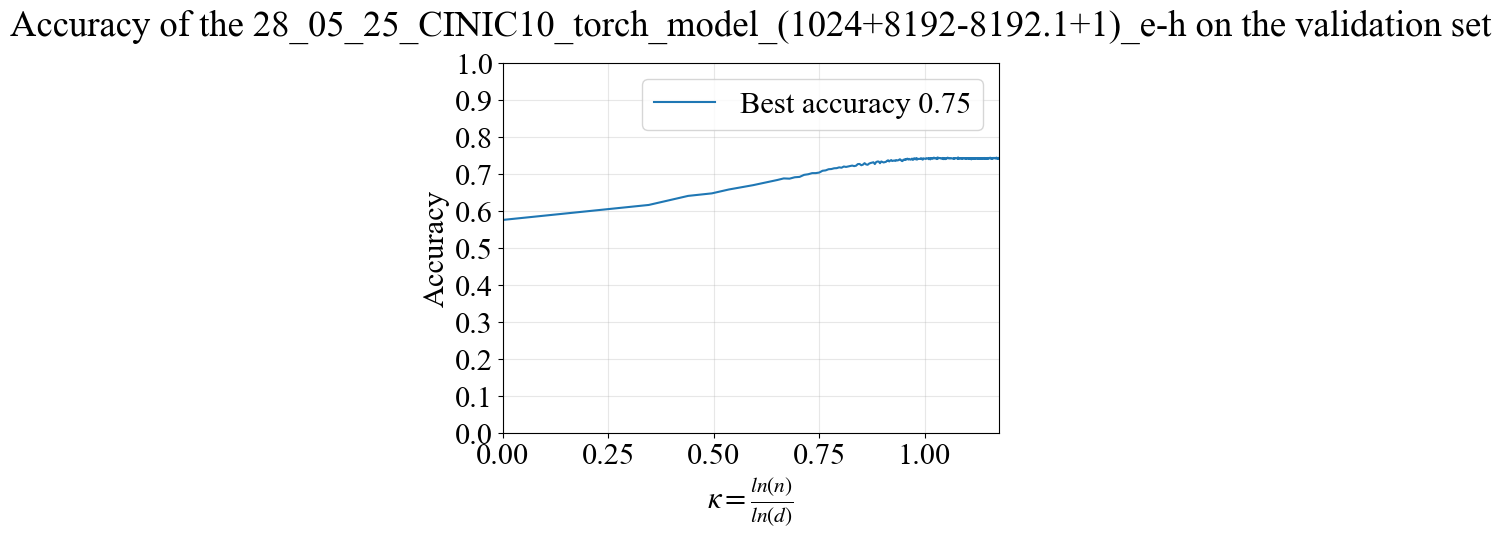 Accuracy of the 28_05_25_CINIC10_torch_model_(1024+8192-8192.1+1)_e-h on the validation set
1.0
0.9
0.8
0.7
0.6
0.5
0.4
0.3
0.2
0.1
0.0
Accuracy
Best accuracy 0.75
0.00 0.25 0.50 0.75 1.00
κ = ln(n) / ln(d)